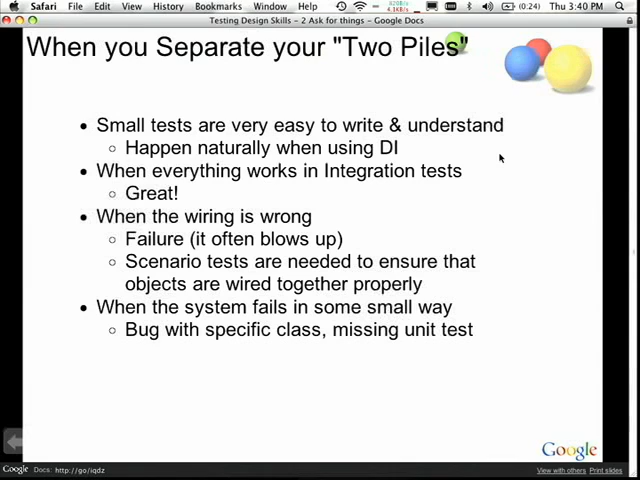 Safari File Edit View History Bookmarks Window Help (0:24) Thu 3:40 PM
Testing Design Skills - 2 Ask for things - Google Docs
When you Separate your "Two Piles"
Small tests are very easy to write & understand
Happen naturally when using DI
When everything works in Integration tests
Great!
When the wiring is wrong
Failure (it often blows up)
Scenario tests are needed to ensure that
objects are wired together properly
When the system fails in some small way
Bug with specific class, missing unit test
Google
Google Docs: http://go/iqdz View with others Print slides